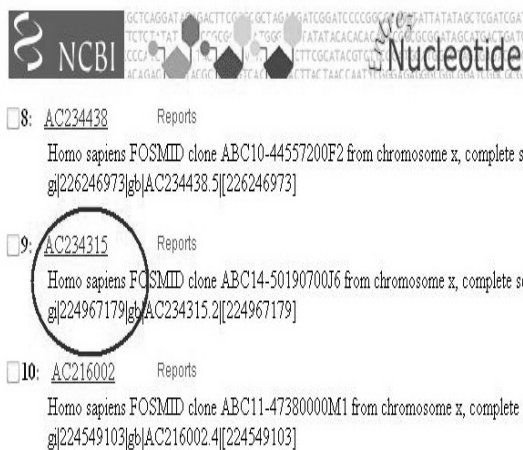 NCBI
Entrez Nucleotide
8: AC234438 Reports
Homo sapiens FOSMID clone ABC10-44557200F2 from chromosome x, complete s
gi|226246973|gb|AC234438.5|[226246973]
9: AC234315 Reports
Homo sapiens FOSMID clone ABC14-50190700J6 from chromosome x, complete se
gi|224967179|gb|AC234315.2|[224967179]
10: AC216002 Reports
Homo sapiens FOSMID clone ABC11-47380000M1 from chromosome x, complete
gi|224549103|gb|AC216002.4|[224549103]